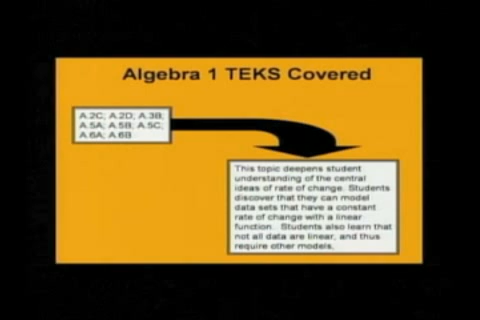 Algebra 1 TEKS Covered
A.2C; A.2D; A.3B;
A.5A; A.5B; A.5C;
A.6A; A.6B
This topic deepens student
understanding of the central
ideas of rate of change. Students
discover that they can model
data sets that have a constant
rate of change with a linear
function. Students also learn that
not all data are linear, and thus
require other models.